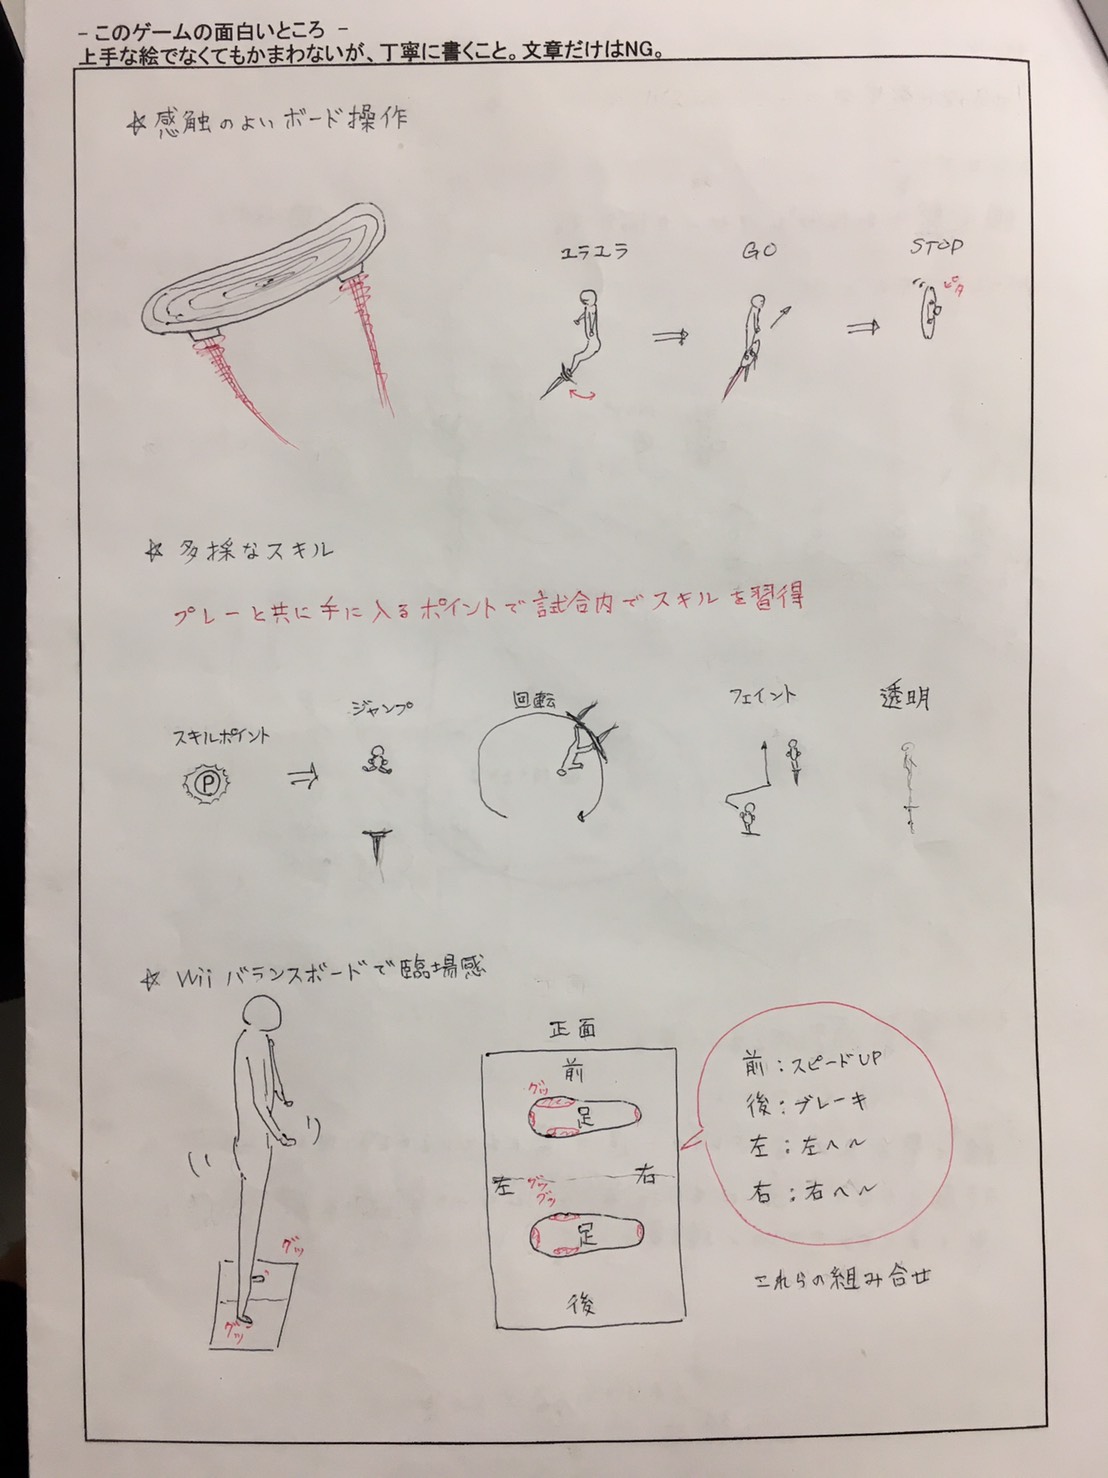 - このゲームの面白いところ -
上手な絵でなくてもかまわないが、丁寧に書くこと。文章だけはNG。
☆ 感触のよいボード操作
ユラユラ
GO
STOP
ピタ
☆ 多採なスキル
プレーと共に手に入るポイントで試合内でスキルを習得
スキルポイント
P
ジャンプ
回転
フェイント
透明
☆ Wii バランスボードで臨場感
グッ
グッ
正面
前
グッ
足
左
グッ
グッ
右
足
後
前:スピードUP
後:ブレーキ
左:左へル
右:右へル
これらの組み合せ